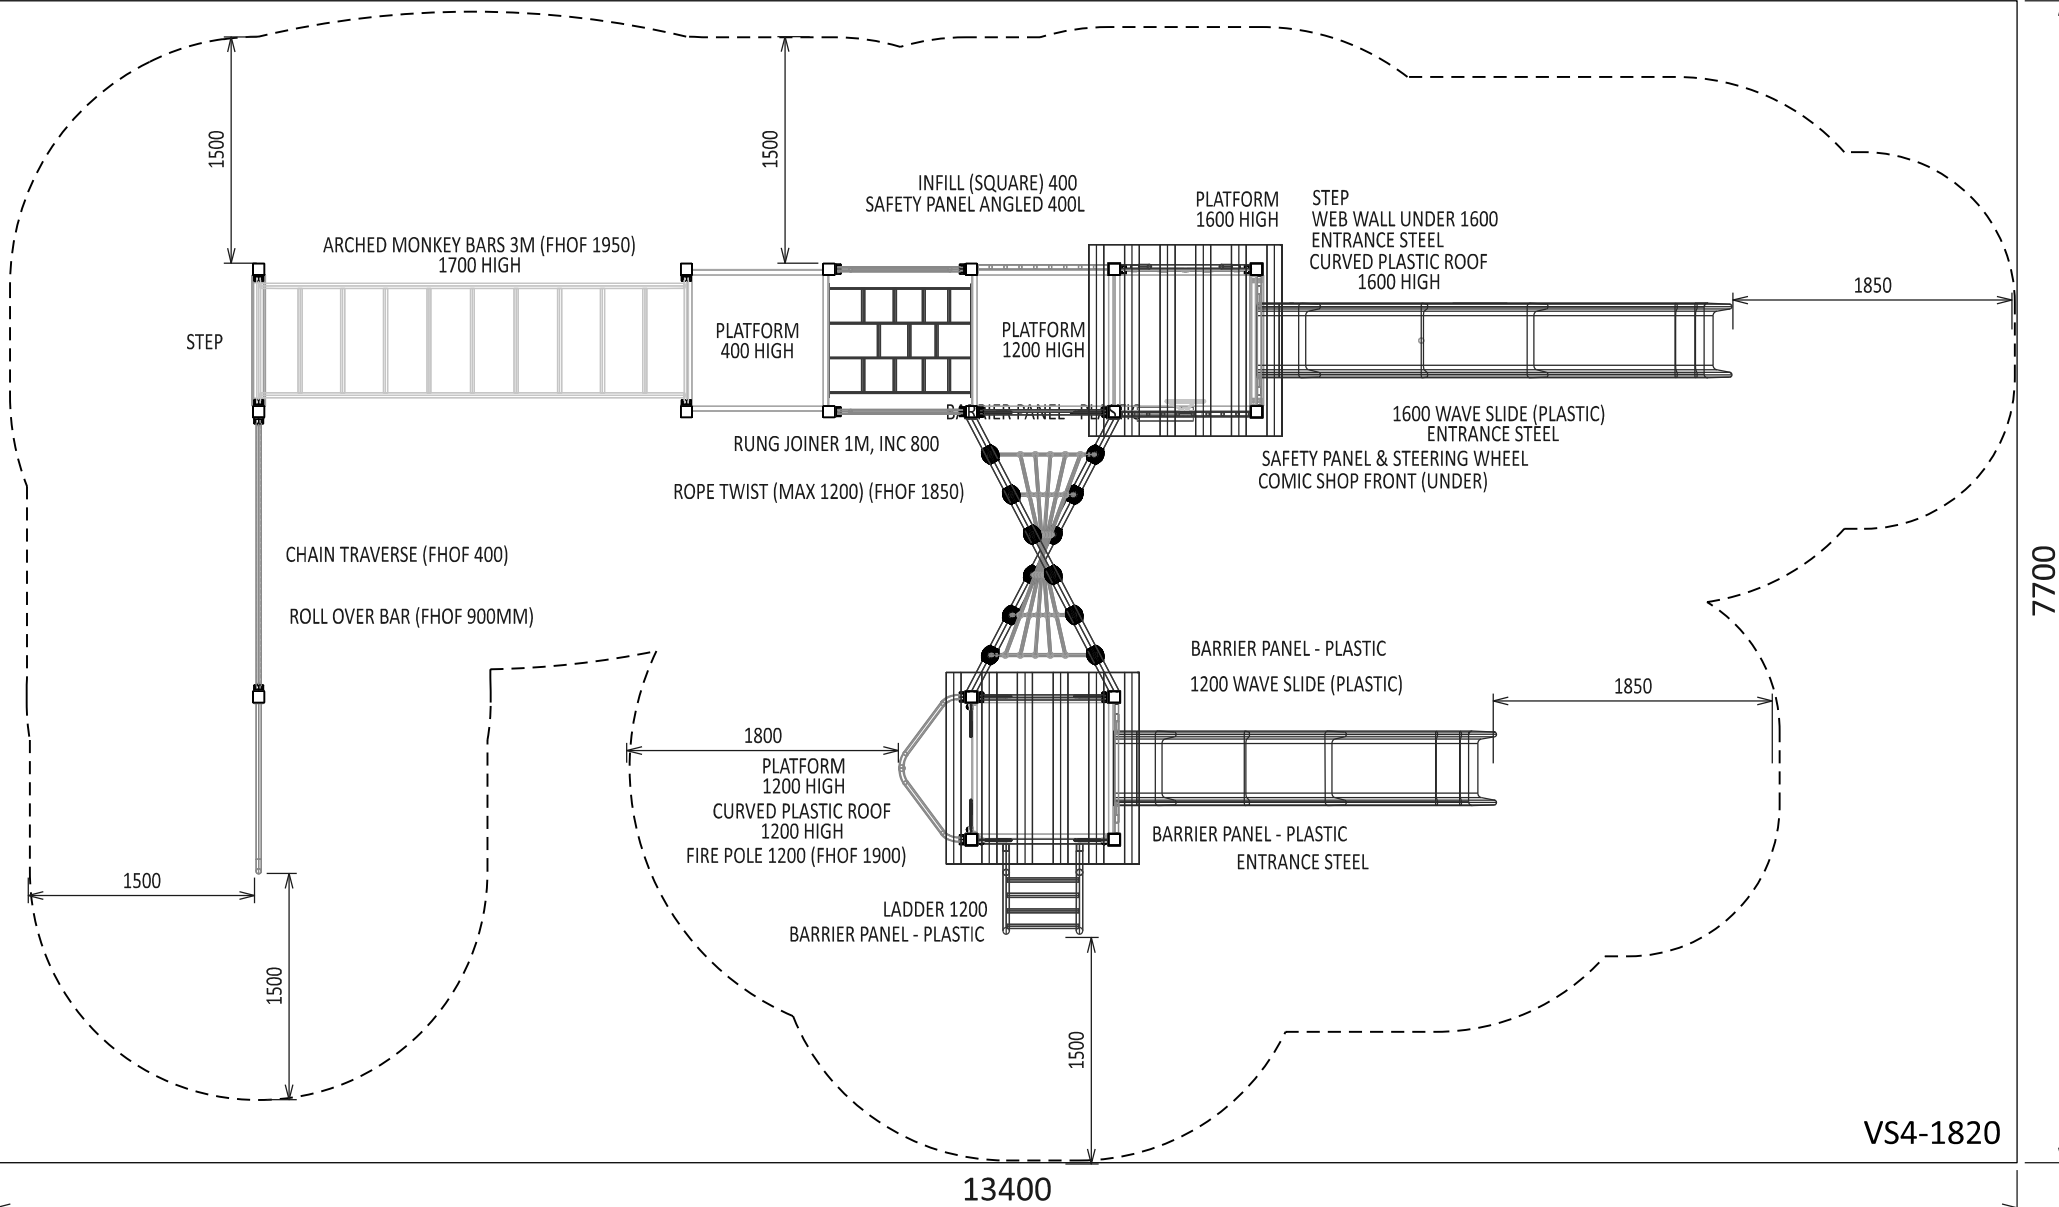 1500
1500
INFILL (SQUARE) 400
SAFETY PANEL ANGLED 400L
PLATFORM
1600 HIGH
STEP
WEB WALL UNDER 1600
ENTRANCE STEEL
CURVED PLASTIC ROOF
1600 HIGH
ARCHED MONKEY BARS 3M (FHOF 1950)
1700 HIGH
1850
STEP
PLATFORM
400 HIGH
PLATFORM
1200 HIGH
BARRIER PANEL - PLASTIC
1600 WAVE SLIDE (PLASTIC)
ENTRANCE STEEL
RUNG JOINER 1M, INC 800
SAFETY PANEL & STEERING WHEEL
COMIC SHOP FRONT (UNDER)
ROPE TWIST (MAX 1200) (FHOF 1850)
CHAIN TRAVERSE (FHOF 400)
7700
ROLL OVER BAR (FHOF 900MM)
BARRIER PANEL - PLASTIC
1200 WAVE SLIDE (PLASTIC)
1850
1800
PLATFORM
1200 HIGH
CURVED PLASTIC ROOF
1200 HIGH
FIRE POLE 1200 (FHOF 1900)
BARRIER PANEL - PLASTIC
ENTRANCE STEEL
1500
LADDER 1200
BARRIER PANEL - PLASTIC
1500
1500
VS4-1820
13400